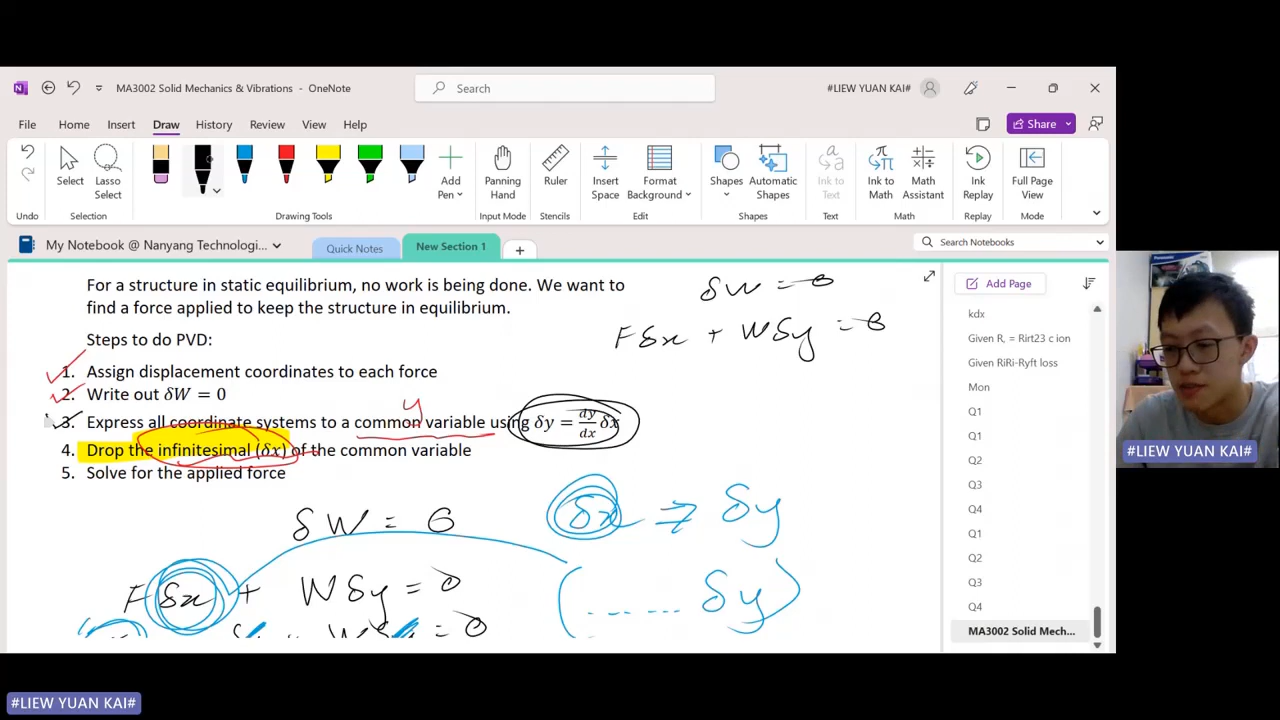 MA3002 Solid Mechanics & Vibrations - OneNote
Search
#LIEW YUAN KAI#
File Home Insert Draw History Review View Help
Share
Undo
Select
Lasso Select
Add Pen
Panning Hand
Ruler
Insert Space
Format Background
Shapes
Automatic Shapes
Ink to Text
Ink to Math
Math Assistant
Ink Replay
Full Page View
Undo Selection Drawing Tools Input Mode Stencils Edit Shapes Text Math Replay Mode
My Notebook @ Nanyang Technologi...
Quick Notes
New Section 1
Search Notebooks
For a structure in static equilibrium, no work is being done. We want to
find a force applied to keep the structure in equilibrium.
δW = 0
Fδx + Wδy = 0
Steps to do PVD:
1. Assign displacement coordinates to each force
2. Write out δW = 0
y
3. Express all coordinate systems to a common variable using δy = dy/dx δx
4. Drop the infinitesimal (δx) of the common variable
5. Solve for the applied force
δW = 0
δx ⇒ δy
Fδx + Wδy = 0
( ...... δy )
= 0
Add Page
kdx
Given R, = Rirt23 c ion
Given RiRi-Ryft loss
Mon
Q1
Q1
Q2
Q3
Q4
Q1
Q2
Q3
Q4
MA3002 Solid Mech...
Panasonic
#LIEW YUAN KAI#
#LIEW YUAN KAI#